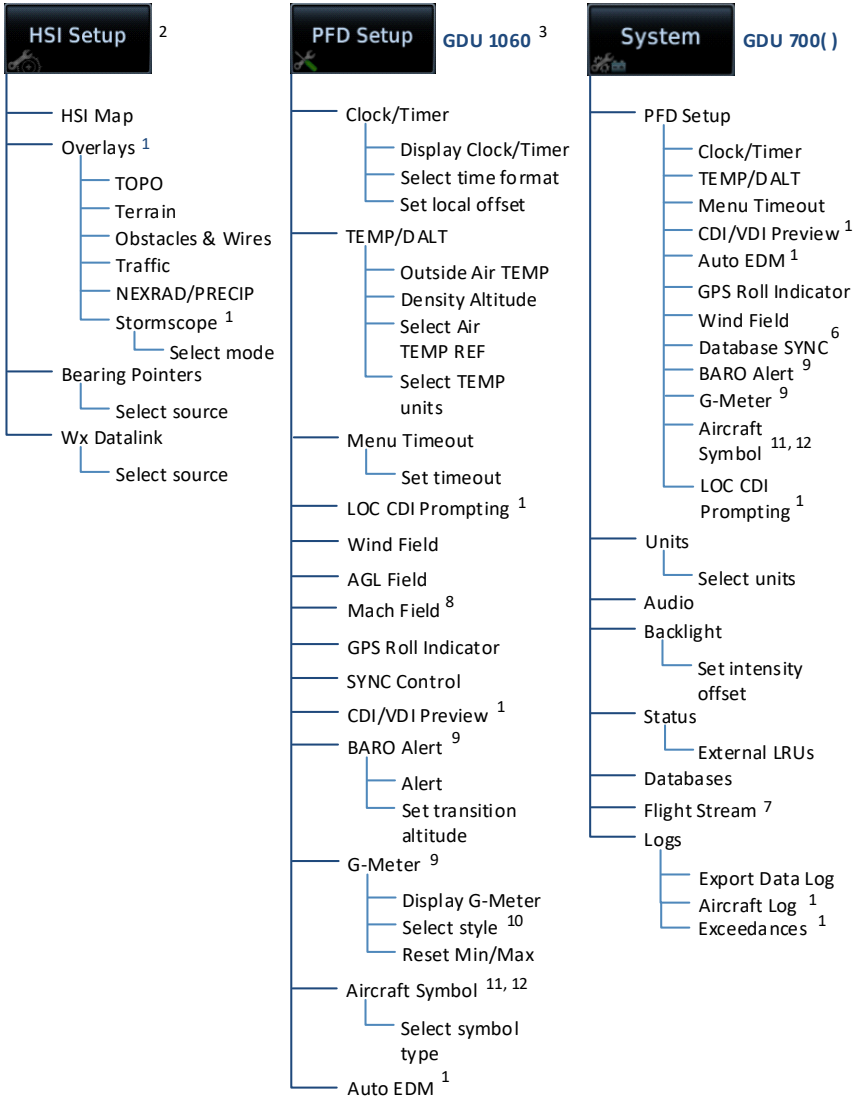 HSI Setup 2
HSI Map
Overlays 1
TOPO
Terrain
Obstacles & Wires
Traffic
NEXRAD/PRECIP
Stormscope 1
Select mode
Bearing Pointers
Select source
Wx Datalink
Select source
PFD Setup GDU 1060 3
Clock/Timer
Display Clock/Timer
Select time format
Set local offset
TEMP/DALT
Outside Air TEMP
Density Altitude
Select Air
TEMP REF
Select TEMP
units
Menu Timeout
Set timeout
LOC CDI Prompting 1
Wind Field
AGL Field
Mach Field 8
GPS Roll Indicator
SYNC Control
CDI/VDI Preview 1
BARO Alert 9
Alert
Set transition
altitude
G-Meter 9
Display G-Meter
Select style 10
Reset Min/Max
Aircraft Symbol 11, 12
Select symbol
type
Auto EDM 1
System GDU 700( )
PFD Setup
Clock/Timer
TEMP/DALT
Menu Timeout
CDI/VDI Preview 1
Auto EDM 1
GPS Roll Indicator
Wind Field
Database SYNC 6
BARO Alert 9
G-Meter 9
Aircraft
Symbol 11, 12
LOC CDI
Prompting 1
Units
Select units
Audio
Backlight
Set intensity
offset
Status
External LRUs
Databases
Flight Stream 7
Logs
Export Data Log
Aircraft Log 1
Exceedances 1